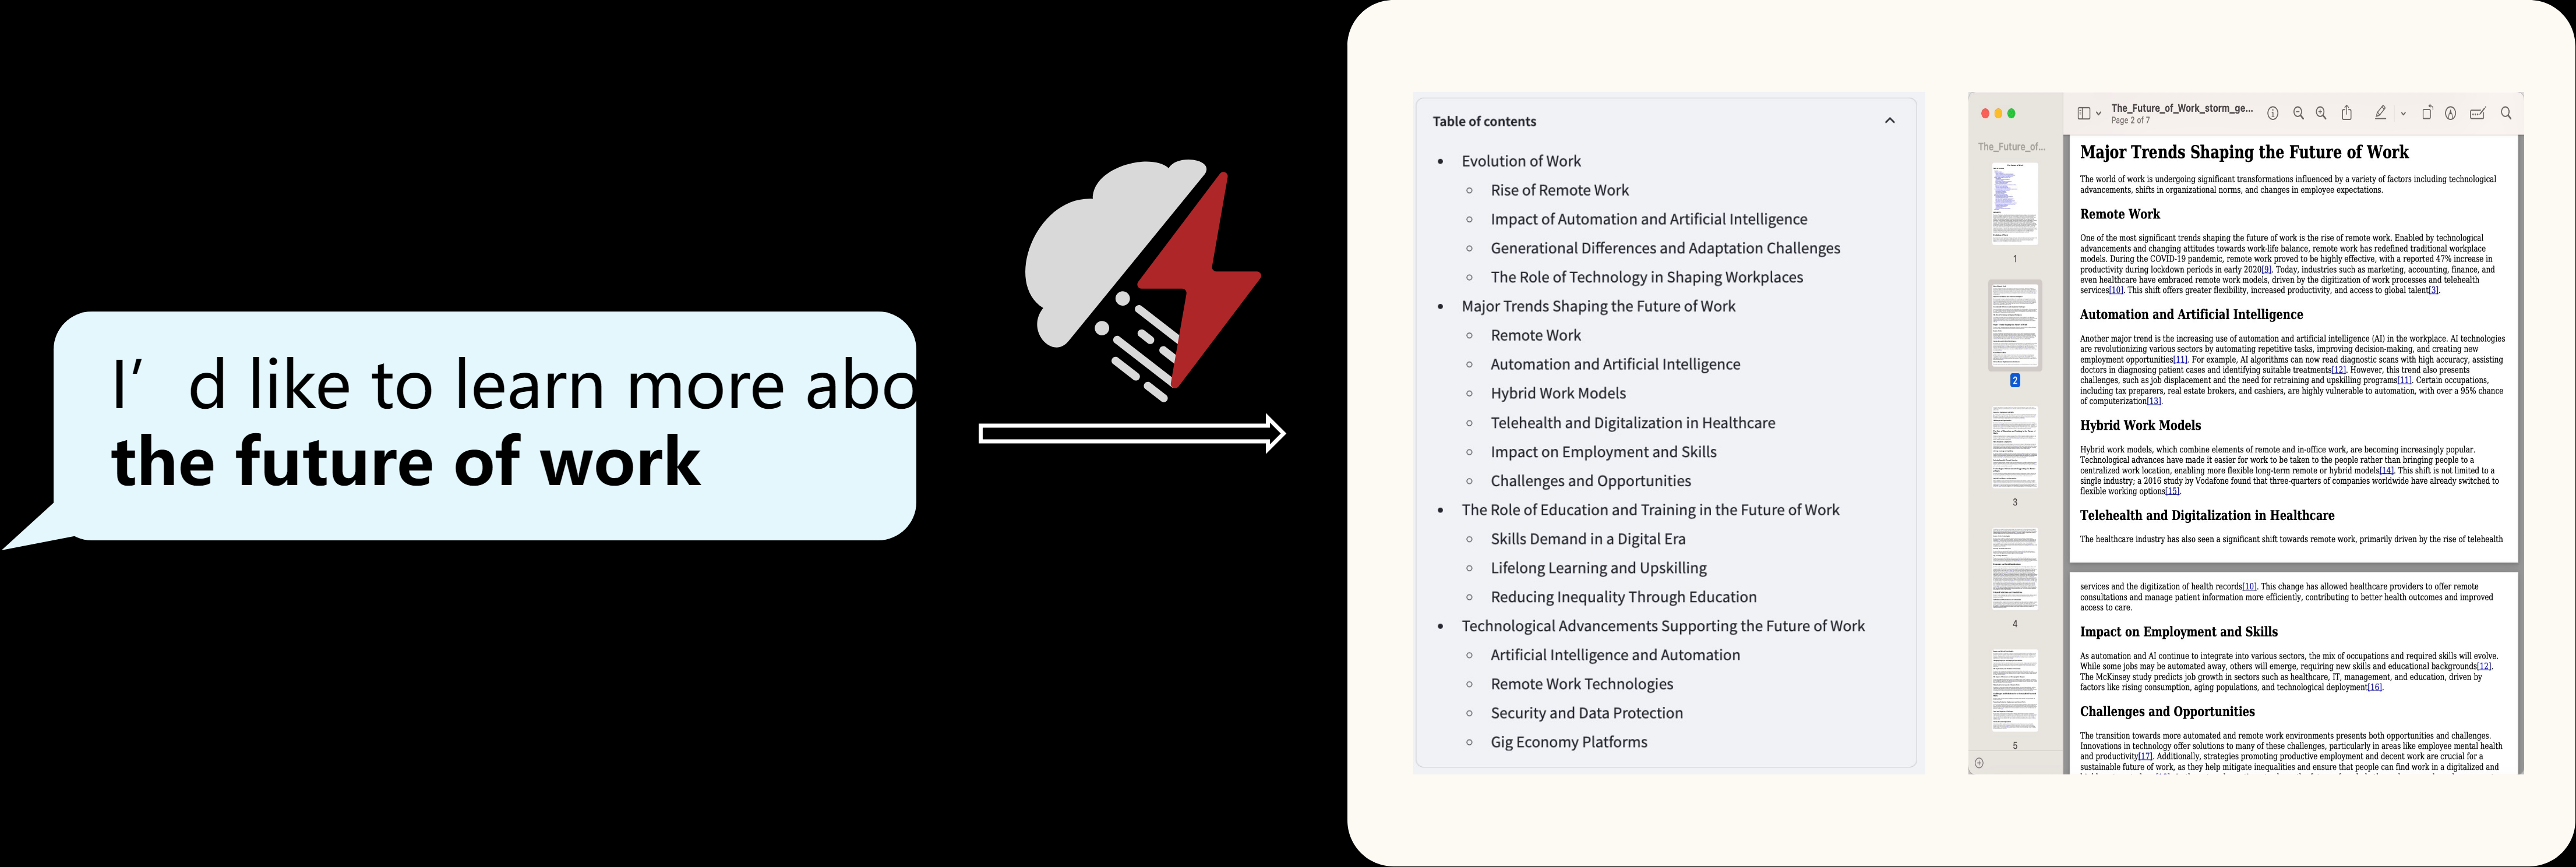 I' d like to learn more abo
the future of work
Table of contents
Evolution of Work
Rise of Remote Work
Impact of Automation and Artificial Intelligence
Generational Differences and Adaptation Challenges
The Role of Technology in Shaping Workplaces
Major Trends Shaping the Future of Work
Remote Work
Automation and Artificial Intelligence
Hybrid Work Models
Telehealth and Digitalization in Healthcare
Impact on Employment and Skills
Challenges and Opportunities
The Role of Education and Training in the Future of Work
Skills Demand in a Digital Era
Lifelong Learning and Upskilling
Reducing Inequality Through Education
Technological Advancements Supporting the Future of Work
Artificial Intelligence and Automation
Remote Work Technologies
Security and Data Protection
Gig Economy Platforms
The_Future_of_Work_storm_ge...
Page 2 of 7
The_Future_of...
1
2
3
4
5
Major Trends Shaping the Future of Work
The world of work is undergoing significant transformations influenced by a variety of factors including technological
advancements, shifts in organizational norms, and changes in employee expectations.
Remote Work
One of the most significant trends shaping the future of work is the rise of remote work. Enabled by technological
advancements and changing attitudes towards work-life balance, remote work has redefined traditional workplace
models. During the COVID-19 pandemic, remote work proved to be highly effective, with a reported 47% increase in
productivity during lockdown periods in early 2020[9]. Today, industries such as marketing, accounting, finance, and
even healthcare have embraced remote work models, driven by the digitization of work processes and telehealth
services[10]. This shift offers greater flexibility, increased productivity, and access to global talent[3].
Automation and Artificial Intelligence
Another major trend is the increasing use of automation and artificial intelligence (AI) in the workplace. AI technologies
are revolutionizing various sectors by automating repetitive tasks, improving decision-making, and creating new
employment opportunities[11]. For example, AI algorithms can now read diagnostic scans with high accuracy, assisting
doctors in diagnosing patient cases and identifying suitable treatments[12]. However, this trend also presents
challenges, such as job displacement and the need for retraining and upskilling programs[11]. Certain occupations,
including tax preparers, real estate brokers, and cashiers, are highly vulnerable to automation, with over a 95% chance
of computerization[13].
Hybrid Work Models
Hybrid work models, which combine elements of remote and in-office work, are becoming increasingly popular.
Technological advances have made it easier for work to be taken to the people rather than bringing people to a
centralized work location, enabling more flexible long-term remote or hybrid models[14]. This shift is not limited to a
single industry; a 2016 study by Vodafone found that three-quarters of companies worldwide have already switched to
flexible working options[15].
Telehealth and Digitalization in Healthcare
The healthcare industry has also seen a significant shift towards remote work, primarily driven by the rise of telehealth
services and the digitization of health records[10]. This change has allowed healthcare providers to offer remote
consultations and manage patient information more efficiently, contributing to better health outcomes and improved
access to care.
Impact on Employment and Skills
As automation and AI continue to integrate into various sectors, the mix of occupations and required skills will evolve.
While some jobs may be automated away, others will emerge, requiring new skills and educational backgrounds[12].
The McKinsey study predicts job growth in sectors such as healthcare, IT, management, and education, driven by
factors like rising consumption, aging populations, and technological deployment[16].
Challenges and Opportunities
The transition towards more automated and remote work environments presents both opportunities and challenges.
Innovations in technology offer solutions to many of these challenges, particularly in areas like employee mental health
and productivity[17]. Additionally, strategies promoting productive employment and decent work are crucial for a
sustainable future of work, as they help mitigate inequalities and ensure that people can find work in a digitalized and